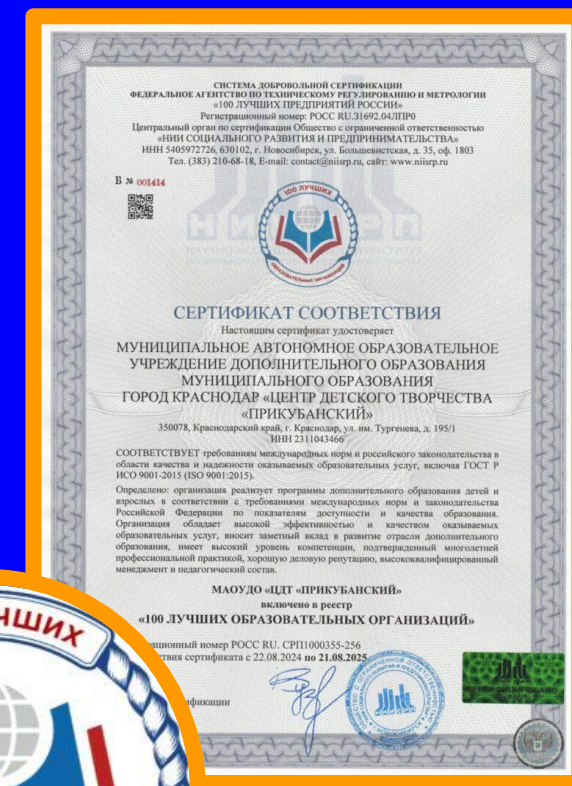 СИСТЕМА ДОБРОВОЛЬНОЙ СЕРТИФИКАЦИИ
ФЕДЕРАЛЬНОЕ АГЕНТСТВО ПО ТЕХНИЧЕСКОМУ РЕГУЛИРОВАНИЮ И МЕТРОЛОГИИ
«100 ЛУЧШИХ ПРЕДПРИЯТИЙ РОССИИ»
Регистрационный номер: РОСС RU.31692.04ЛПР0
Центральный орган по сертификации Общество с ограниченной ответственностью
«НИИ СОЦИАЛЬНОГО РАЗВИТИЯ И ПРЕДПРИНИМАТЕЛЬСТВА»
ИНН 5405972726, 630102, г. Новосибирск, ул. Большевистская, д. 35, оф. 1803
Тел. (383) 210-68-18, E-mail: contact@niisrp.ru, сайт: www.niisrp.ru
Б № 001414
100 ЛУЧШИХ
ОБРАЗОВАТЕЛЬНЫХ ОРГАНИЗАЦИЙ
СЕРТИФИКАТ СООТВЕТСТВИЯ
Настоящим сертификат удостоверяет
МУНИЦИПАЛЬНОЕ АВТОНОМНОЕ ОБРАЗОВАТЕЛЬНОЕ
УЧРЕЖДЕНИЕ ДОПОЛНИТЕЛЬНОГО ОБРАЗОВАНИЯ
МУНИЦИПАЛЬНОГО ОБРАЗОВАНИЯ
ГОРОД КРАСНОДАР «ЦЕНТР ДЕТСКОГО ТВОРЧЕСТВА
«ПРИКУБАНСКИЙ»
350078, Краснодарский край, г. Краснодар, ул. им. Тургенева, д. 195/1
ИНН 2311043466
СООТВЕТСТВУЕТ требованиям международных норм и российского законодательства в
области качества и надежности оказываемых образовательных услуг, включая ГОСТ Р
ИСО 9001-2015 (ISO 9001:2015).
Определено: организация реализует программы дополнительного образования детей и
взрослых в соответствии с требованиями международных норм и законодательства
Российской Федерации по показателям доступности и качества образования.
Организация обладает высокой эффективностью и качеством оказываемых
образовательных услуг, вносит заметный вклад в развитие отрасли дополнительного
образования, имеет высокий уровень компетенции, подтвержденный многолетней
профессиональной практикой, хорошую деловую репутацию, высококвалифицированный
менеджмент и педагогический состав.
МАОУДО «ЦДТ «ПРИКУБАНСКИЙ»
включено в реестр
«100 ЛУЧШИХ ОБРАЗОВАТЕЛЬНЫХ ОРГАНИЗАЦИЙ»
ационный номер РОСС RU. СРП1000355-256
твия сертификата с 22.08.2024 по 21.08.2025
ификации
ЧШИХ